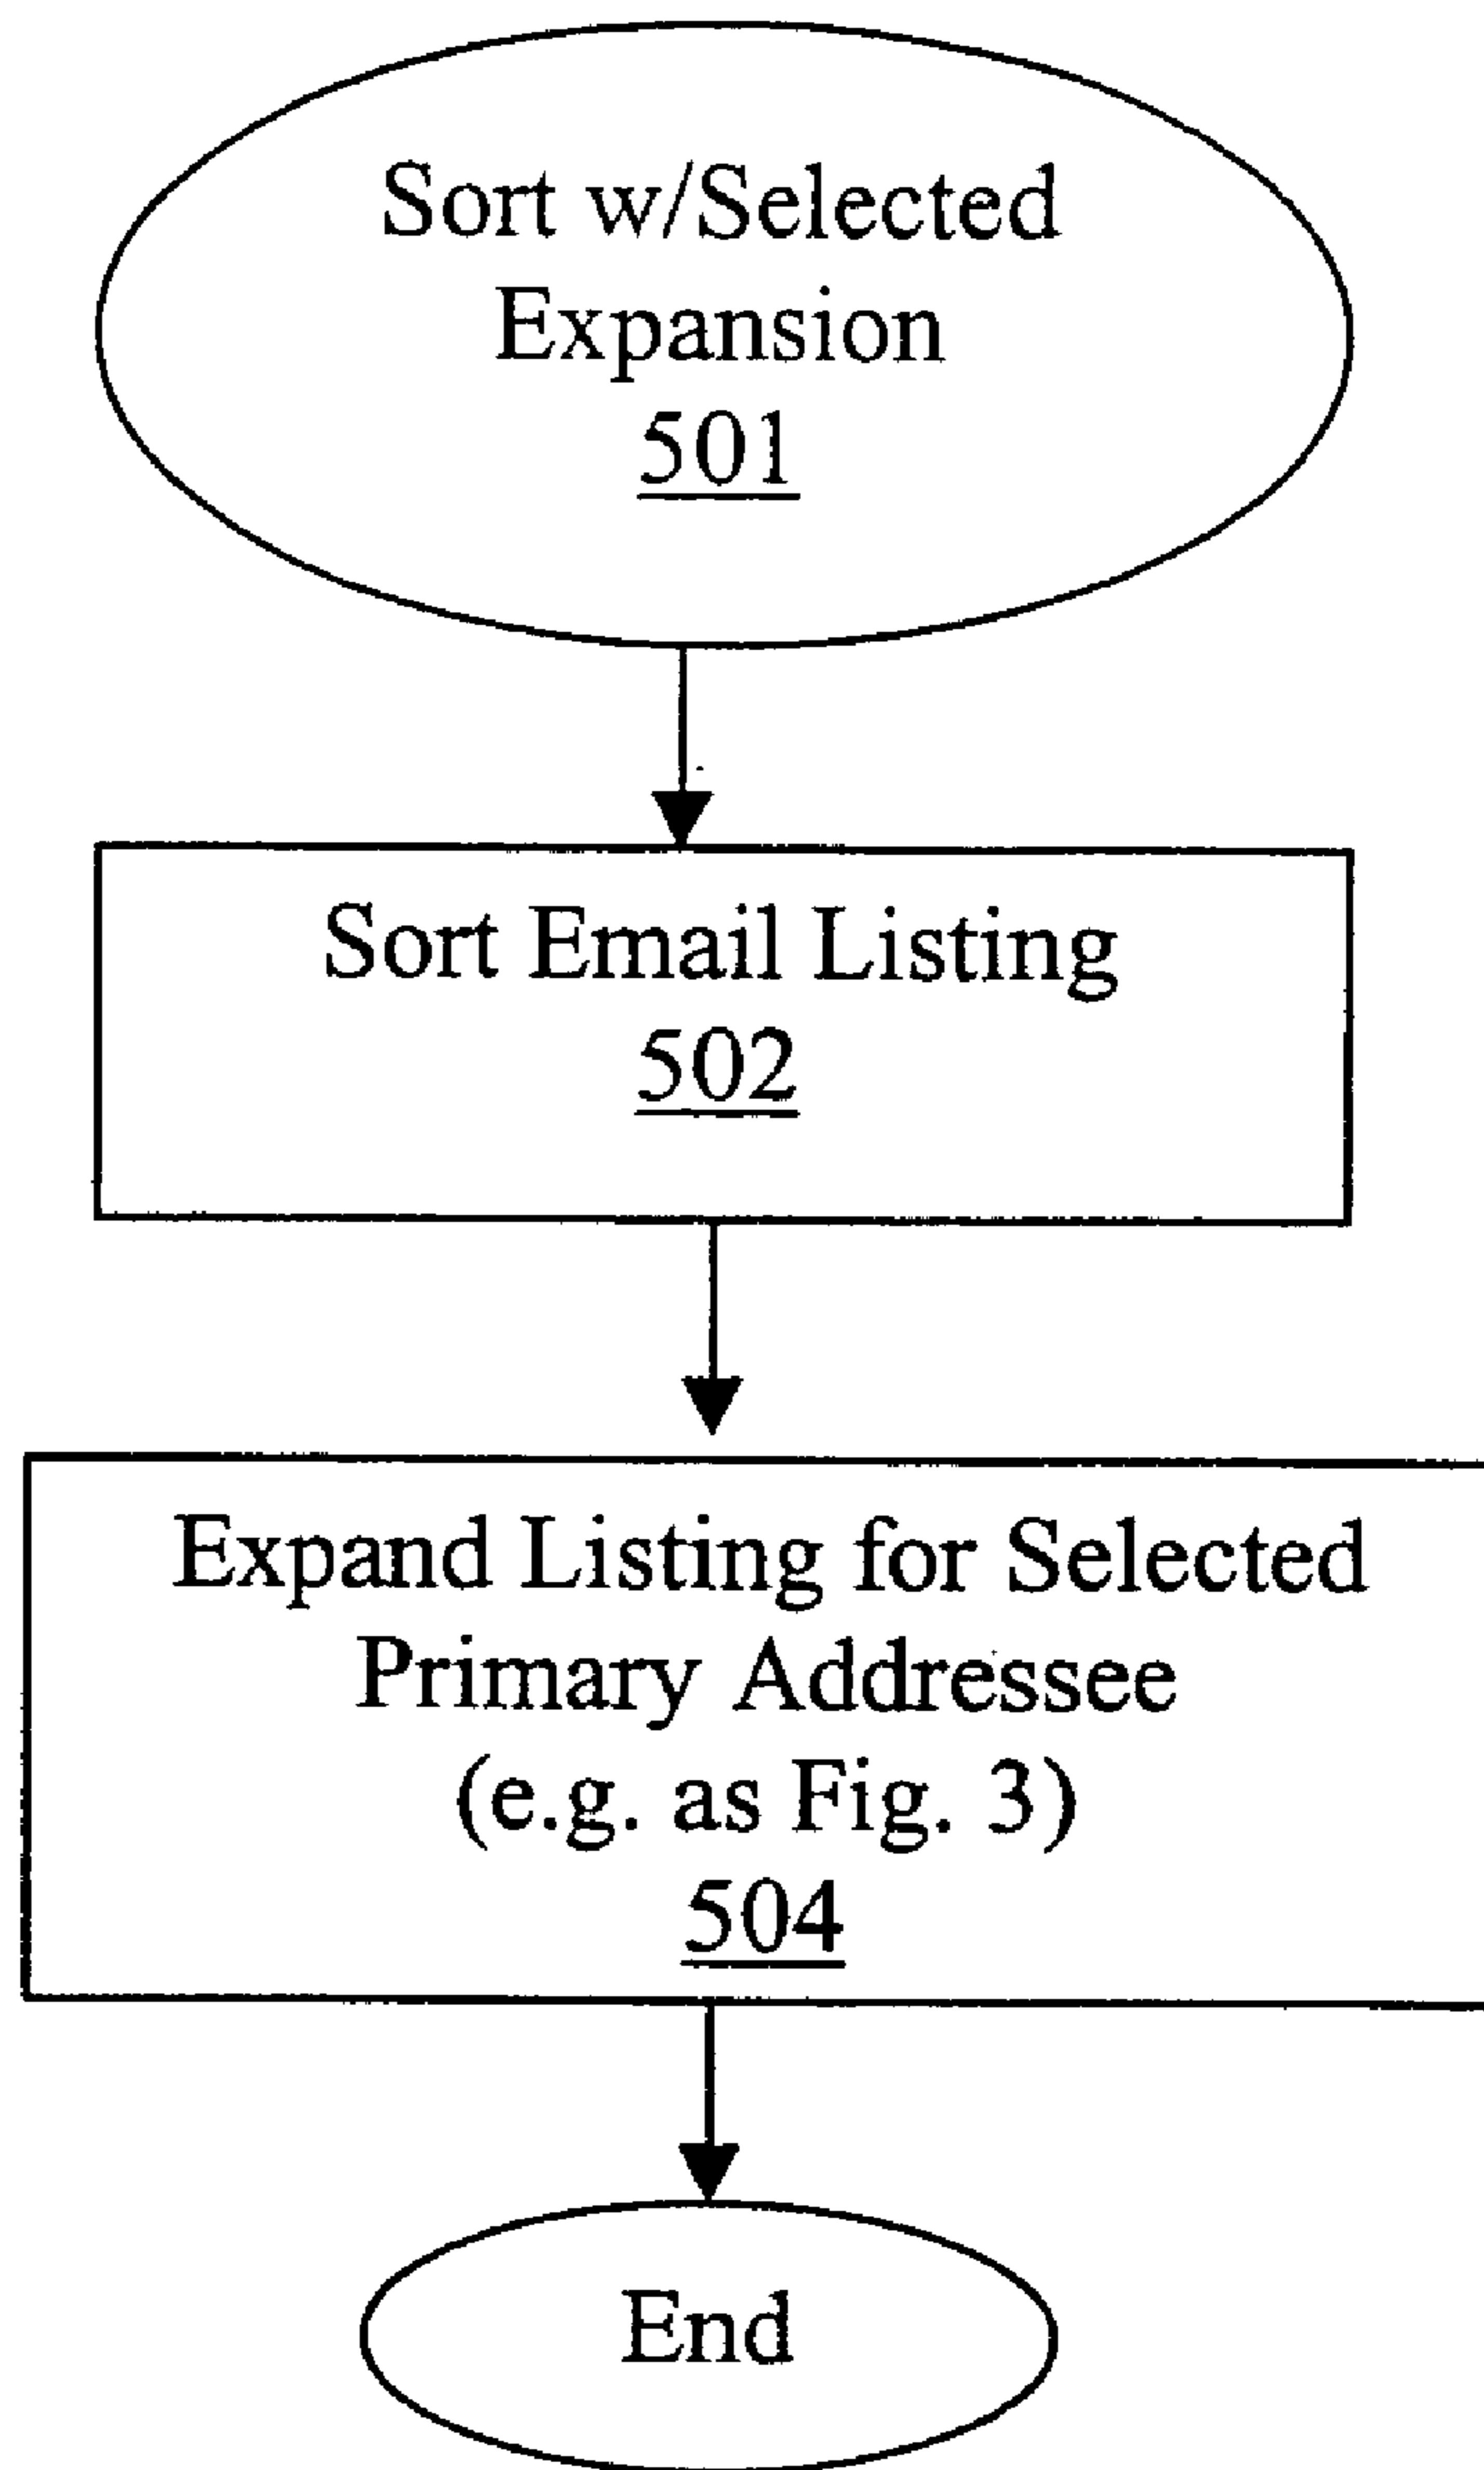 Sort w/Selected
Expansion
501
Sort Email Listing
502
Expand Listing for Selected
Primary Addressee
(e.g. as Fig. 3)
504
End